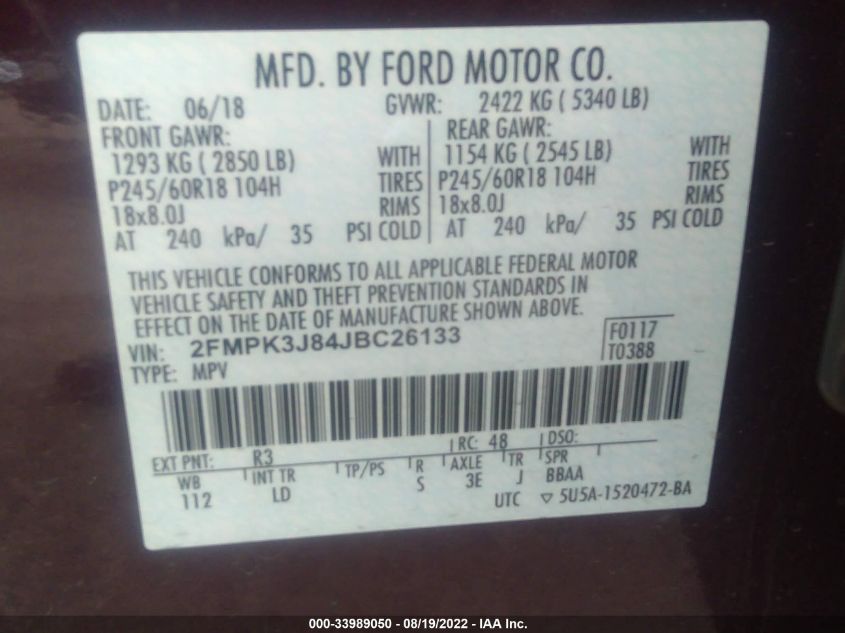 MFD. BY FORD MOTOR CO.
DATE: 06/18 GVWR: 2422 KG ( 5340 LB)
FRONT GAWR: REAR GAWR:
1293 KG ( 2850 LB) WITH 1154 KG ( 2545 LB) WITH
P245/60R18 104H TIRES P245/60R18 104H TIRES
18x8.0J RIMS 18x8.0J RIMS
AT 240 kPa/ 35 PSI COLD AT 240 kPa/ 35 PSI COLD
THIS VEHICLE CONFORMS TO ALL APPLICABLE FEDERAL MOTOR
VEHICLE SAFETY AND THEFT PREVENTION STANDARDS IN
EFFECT ON THE DATE OF MANUFACTURE SHOWN ABOVE.
VIN: 2FMPK3J84JBC26133 F0117
TYPE: MPV T0388
EXT PNT: R3 RC: 48 DSO:
WB INT TR TP/PS R AXLE TR SPR
112 LD S 3E J BBAA
UTC ▽ 5U5A-1520472-BA
000-33989050 - 08/19/2022 - IAA Inc.